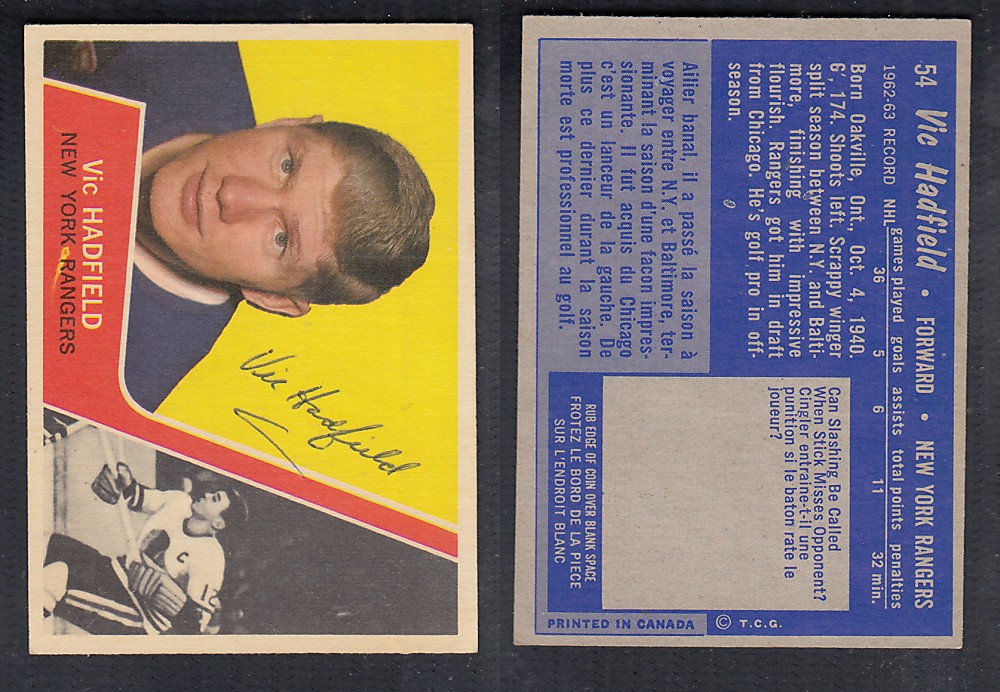 Vic HADFIELD
NEW YORK RANGERS
Vic Hadfield
54 Vic Hadfield • FORWARD • NEW YORK RANGERS
games played goals assists total points penalties
1962-63 RECORD NHL 36 5 6 11 32 min.
Born Oakville, Ont., Oct. 4, 1940.
6', 174. Shoots left. Scrappy winger
split season between N.Y. and Balti-
more, finishing with impressive
flourish. Rangers got him in draft
from Chicago. He's golf pro in off-
season.
Ailier banal, il a passé la saison à
voyager entre N.Y. et Baltimore, ter-
minant la saison d'une facon impres-
sionante. Il fut acquis du Chicago
c'est un lanceur de la gauche. De
plus ce dernier durant la saison
morte est professionnel au golf.
Can Slashing Be Called
When Stick Misses Opponent?
Cingler entraine-t-il une
punition si le baton rate le
joueur?
RUB EDGE OF COIN OVER BLANK SPACE
FROTEZ LE BORD DE LA PIECE
SUR L'ENDROIT BLANC
PRINTED IN CANADA
© T.C.G.